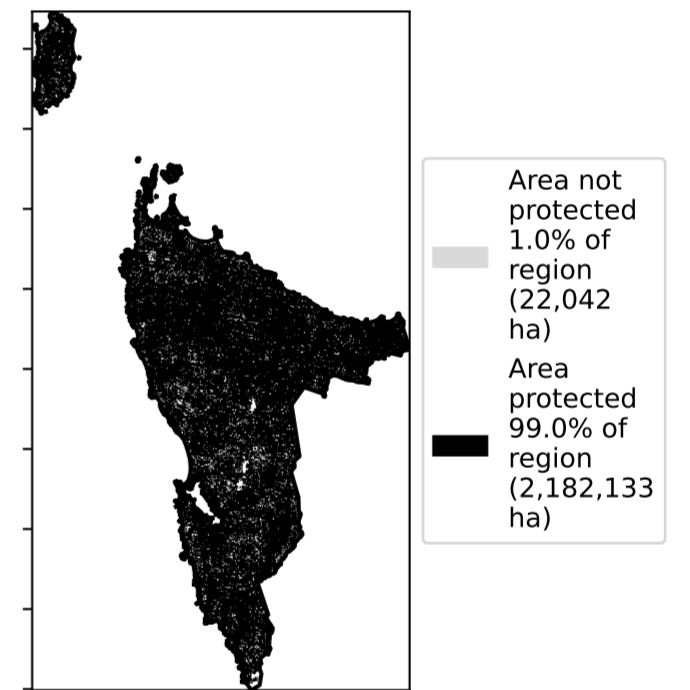 Area not
protected
1.0% of
region
(22,042
ha)
Area
protected
99.0% of
region
(2,182,133
ha)